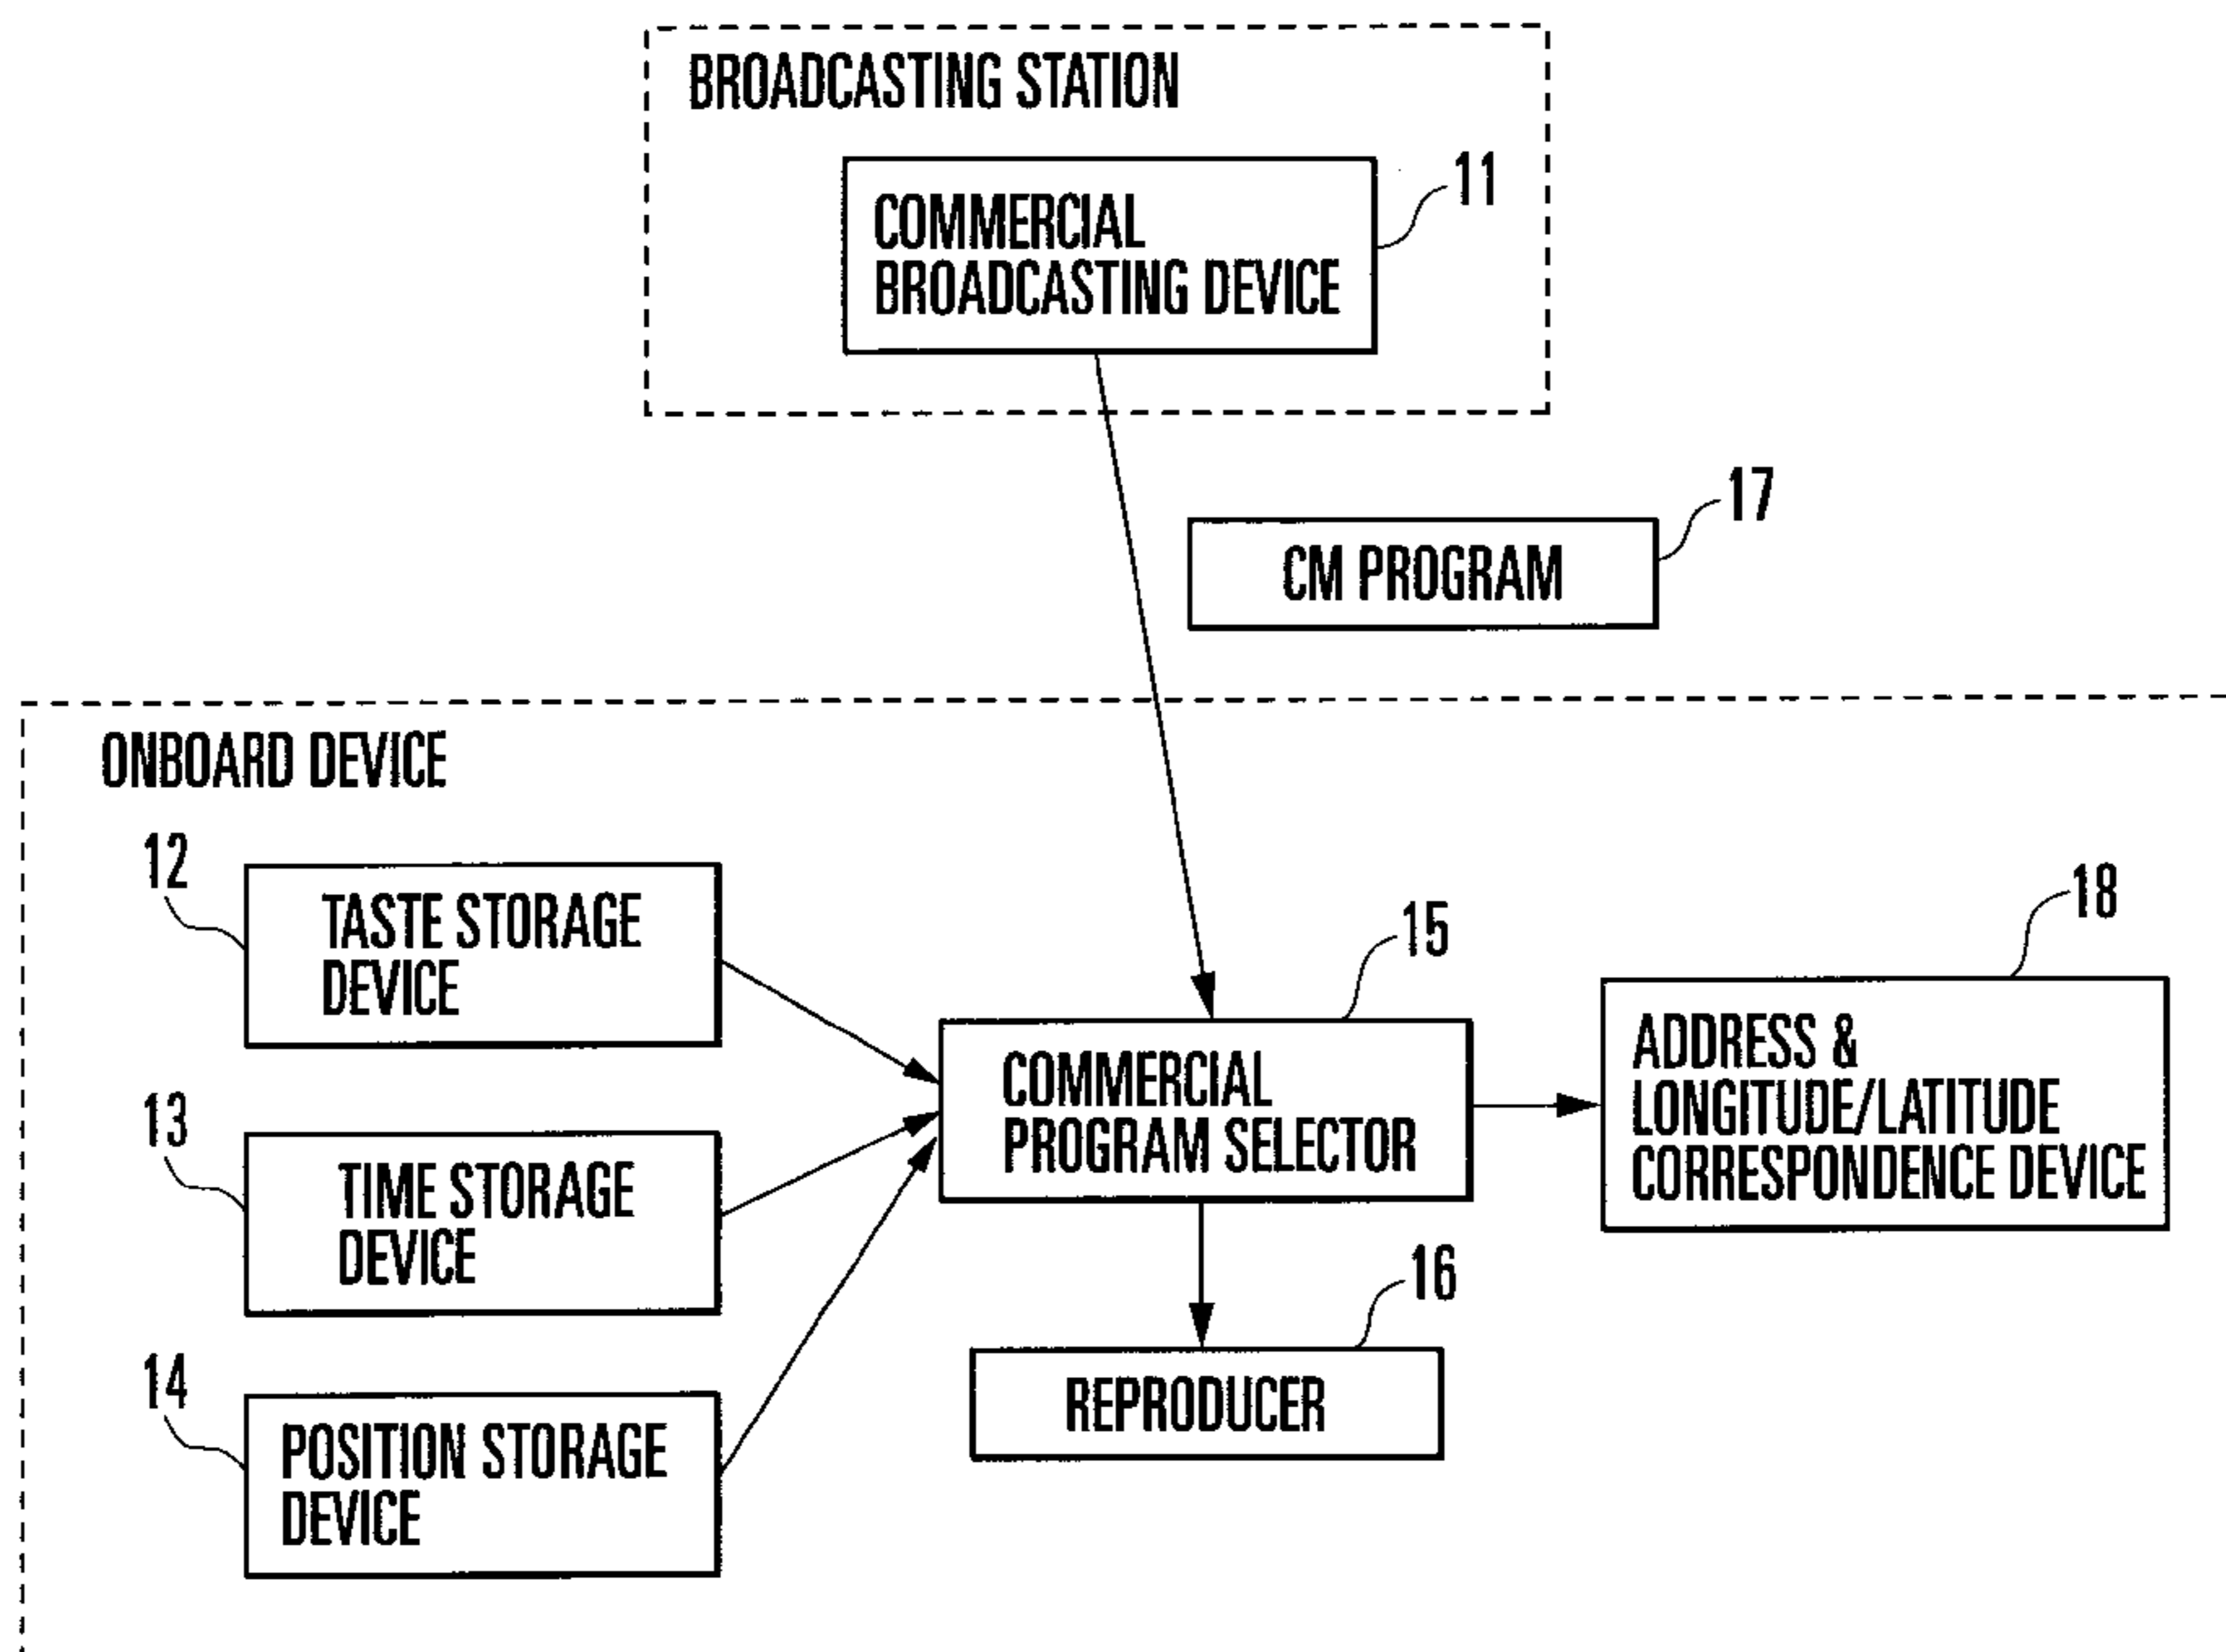 BROADCASTING STATION
11
COMMERCIAL
BROADCASTING DEVICE
17
CM PROGRAM
ONBOARD DEVICE
12
TASTE STORAGE
DEVICE
13
TIME STORAGE
DEVICE
14
POSITION STORAGE
DEVICE
15
COMMERCIAL
PROGRAM SELECTOR
16
REPRODUCER
18
ADDRESS &
LONGITUDE/LATITUDE
CORRESPONDENCE DEVICE